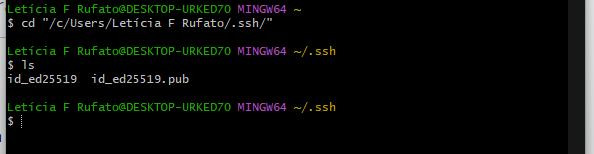 Letícia F Rufato@DESKTOP-URKED7O MINGW64 ~
$ cd "/c/Users/Letícia F Rufato/.ssh/"
Letícia F Rufato@DESKTOP-URKED7O MINGW64 ~/.ssh
$ ls
id_ed25519  id_ed25519.pub
Letícia F Rufato@DESKTOP-URKED7O MINGW64 ~/.ssh
$